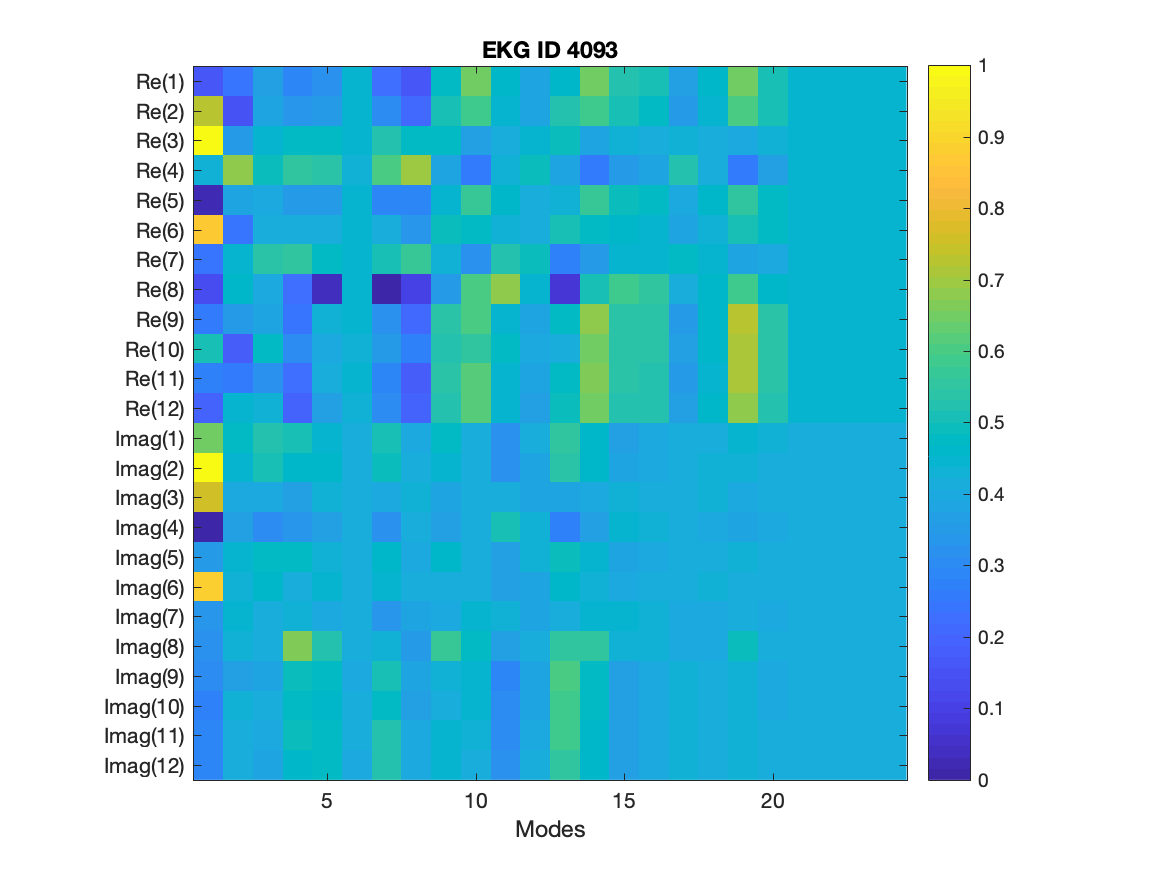 EKG ID 4093
Re(1)
Re(2)
Re(3)
Re(4)
Re(5)
Re(6)
Re(7)
Re(8)
Re(9)
Re(10)
Re(11)
Re(12)
Imag(1)
Imag(2)
Imag(3)
Imag(4)
Imag(5)
Imag(6)
Imag(7)
Imag(8)
Imag(9)
Imag(10)
Imag(11)
Imag(12)
5 10 15 20
Modes
1
0.9
0.8
0.7
0.6
0.5
0.4
0.3
0.2
0.1
0